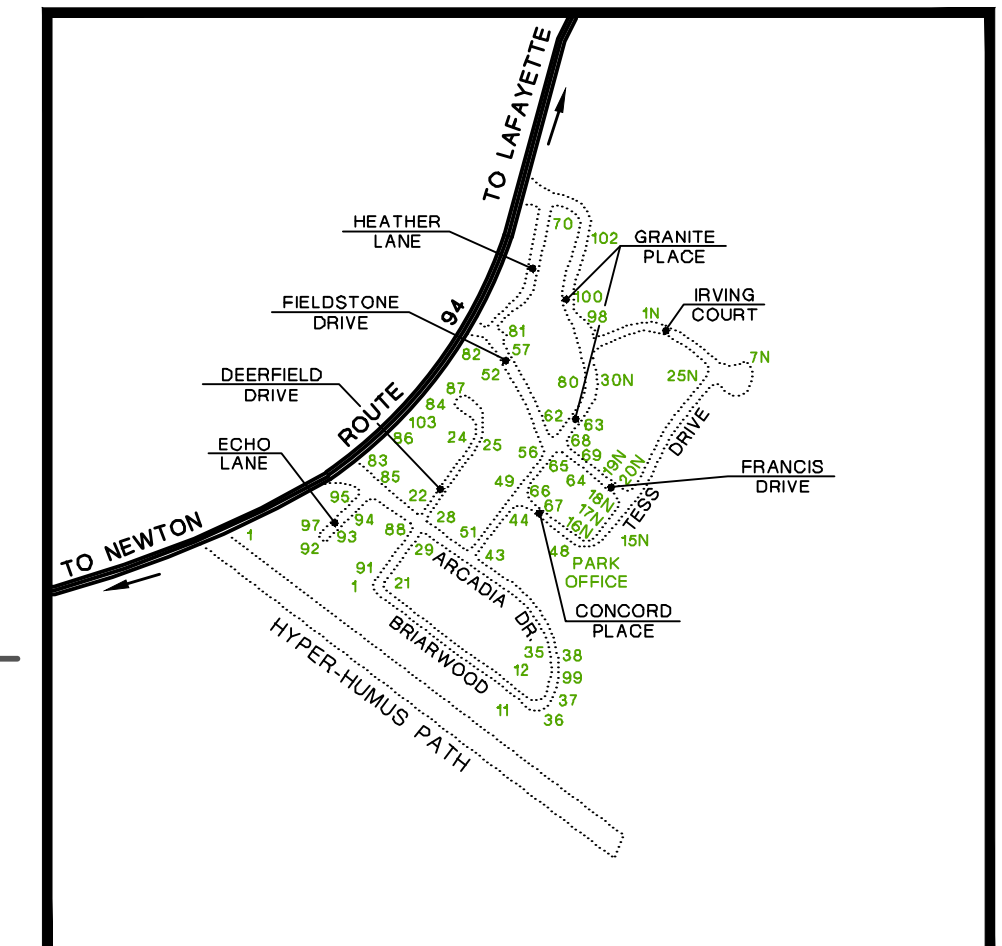 TO LAFAYETTE
HEATHER
LANE
70
102
GRANITE
PLACE
FIELDSTONE
DRIVE
94
100
98
IRVING
COURT
1N
81
57
82
52
7N
DEERFIELD
DRIVE
87
84
80
30N
25N
ROUTE
103
86
24
25
62
63
68
69
DRIVE
ECHO
LANE
83
85
56
65
64
19N
20N
FRANCIS
DRIVE
95
22
49
66
67
18N
17N
16N
TESS
TO NEWTON
1
97
94
93
92
88
28
51
44
29
43
48
15N
PARK
OFFICE
91
1
21
ARCADIA DR
CONCORD
PLACE
BRIARWOOD
35
12
38
99
37
11
36
HYPER-HUMUS PATH